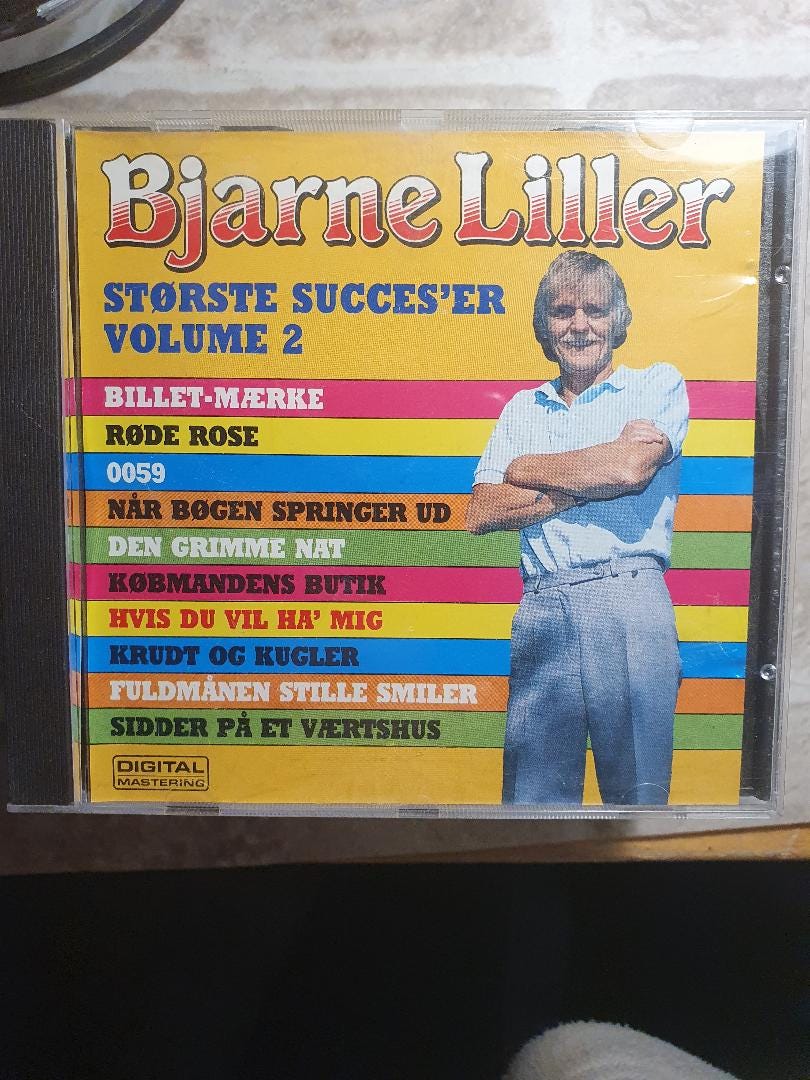 Bjarne Liller
STØRSTE SUCCES'ER
VOLUME 2
BILLET-MÆRKE
RØDE ROSE
0059
NÅR BØGEN SPRINGER UD
DEN GRIMME NAT
KØBMANDENS BUTIK
HVIS DU VIL HA' MIG
KRUDT OG KUGLER
FULDMÅNEN STILLE SMILER
SIDDER PÅ ET VÆRTSHUS
DIGITAL
MASTERING